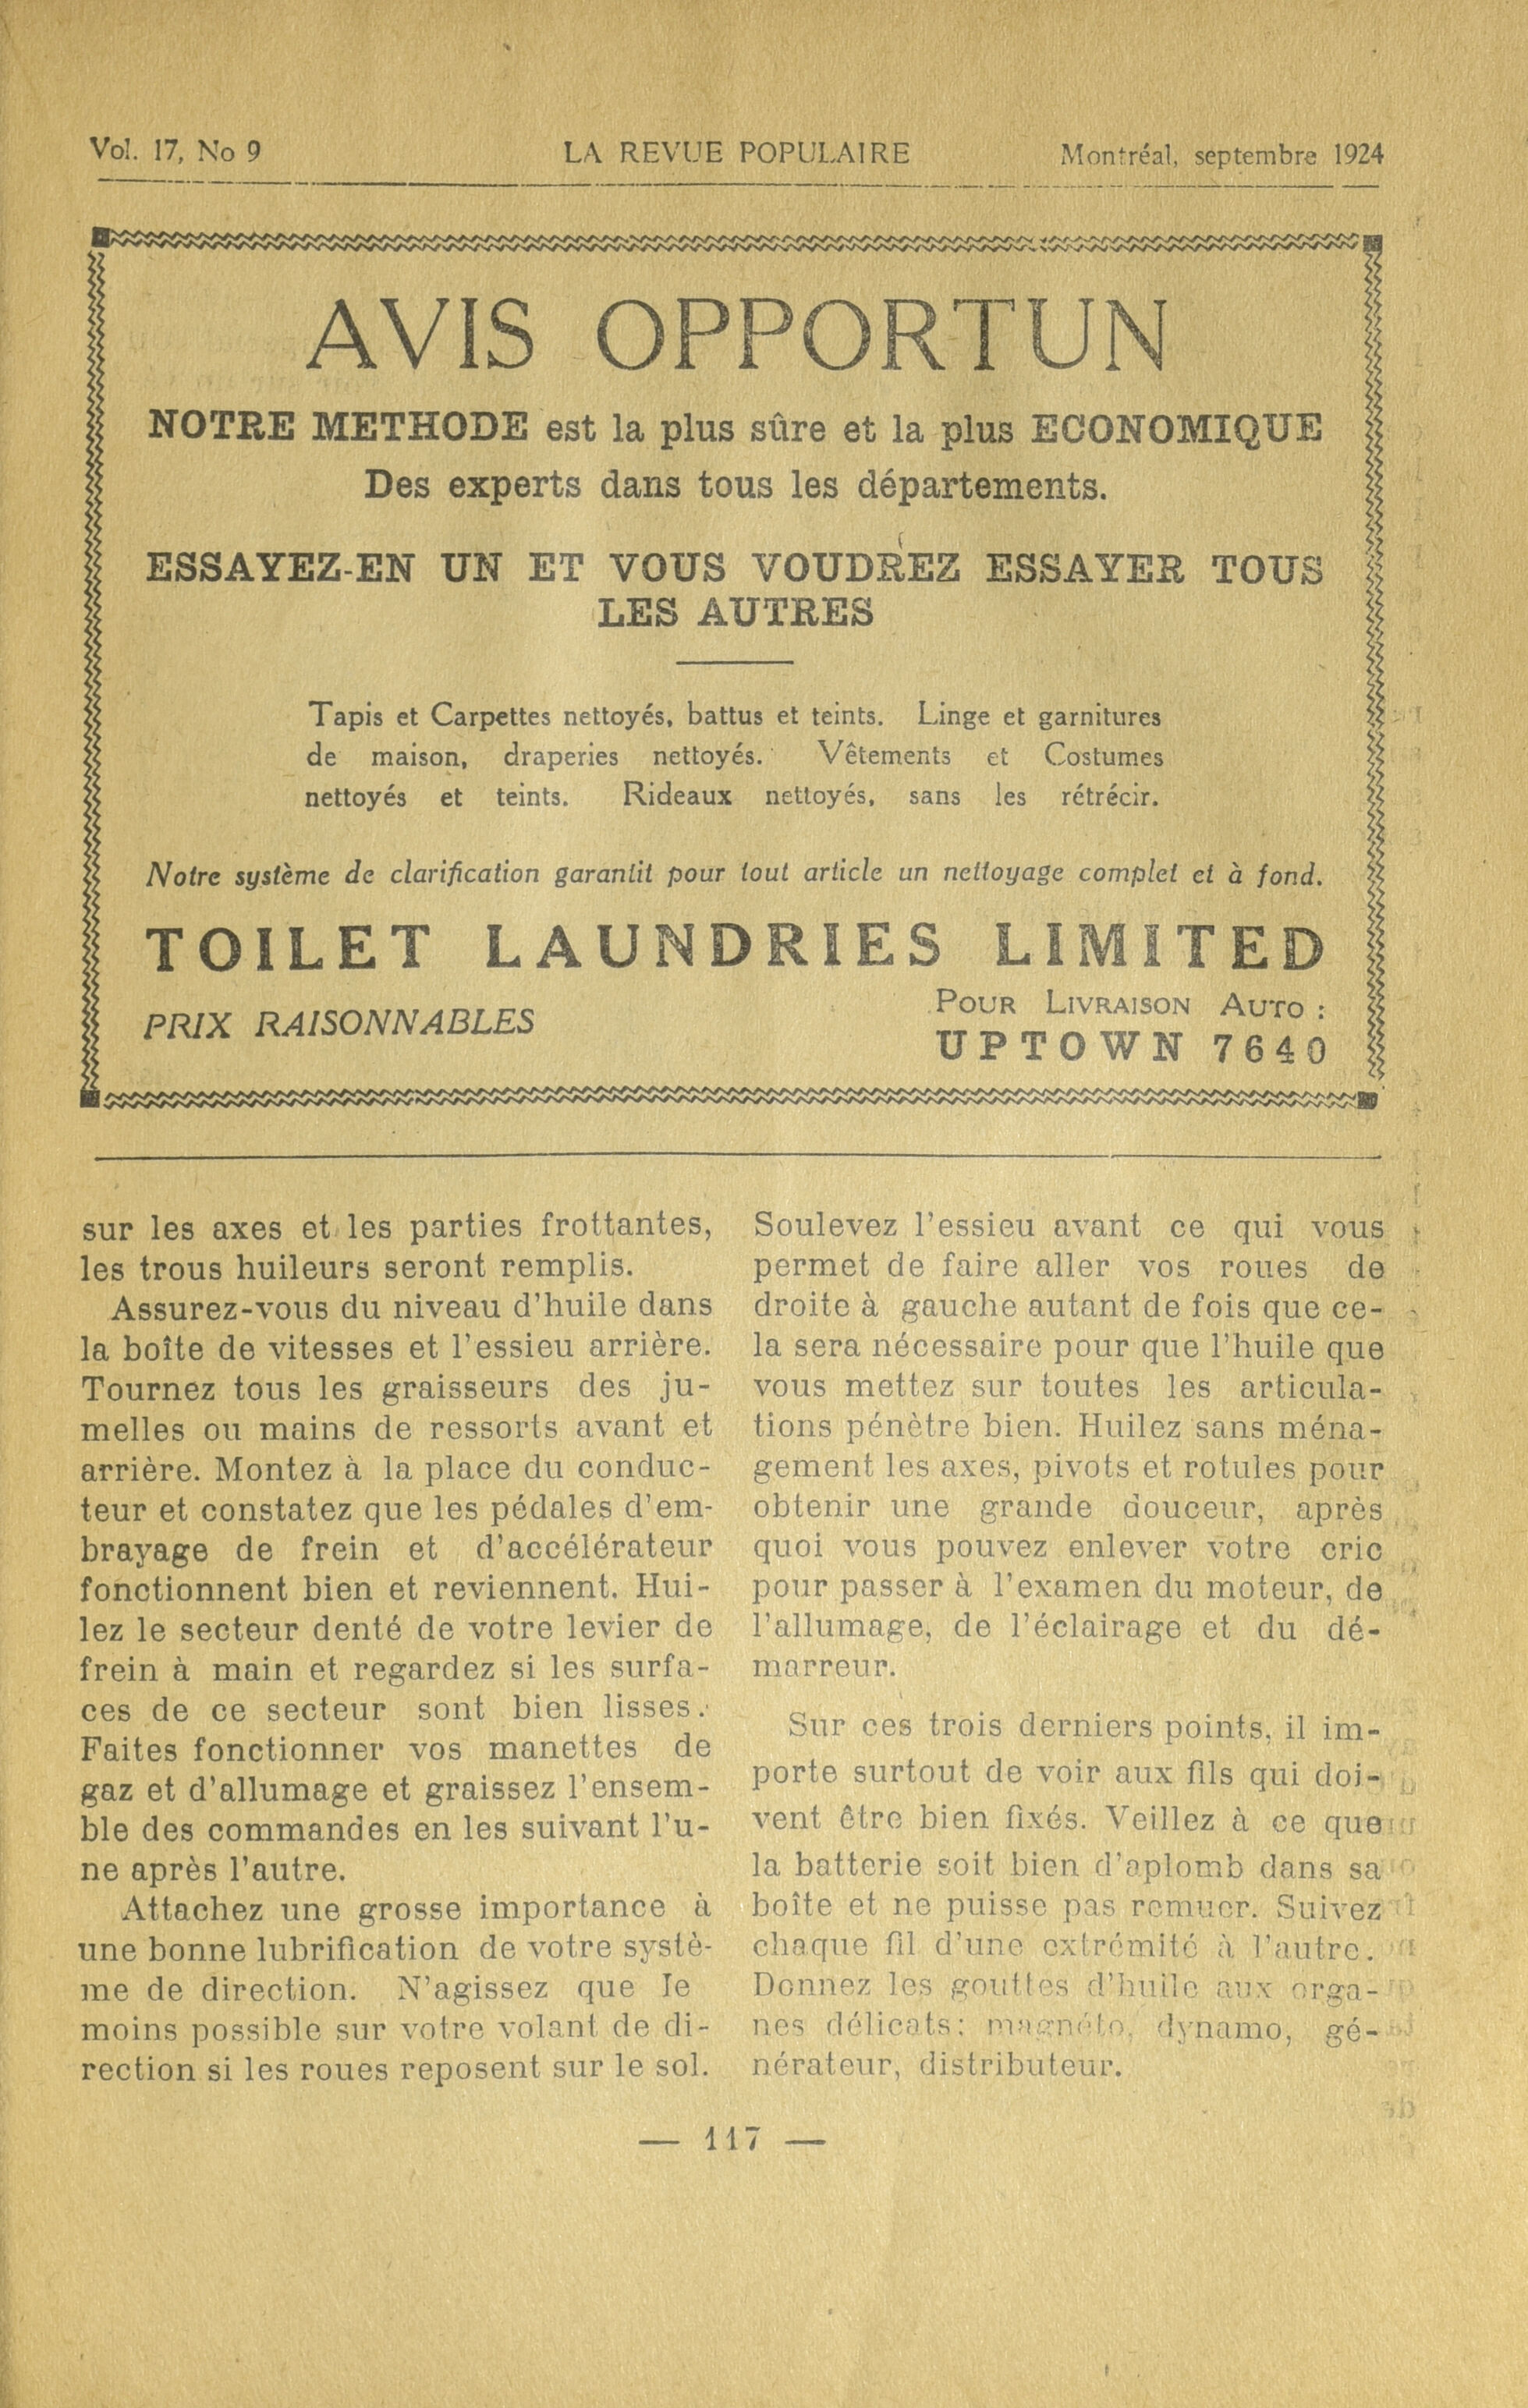 Vol. 17, No 9 LA REVUE POPULAIRE Montréal, septembre 1924
AVIS OPPORTUN
NOTRE METHODE est la plus sûre et la plus ECONOMIQUE
Des experts dans tous les départements.
ESSAYEZ-EN UN ET VOUS VOUDREZ ESSAYER TOUS
LES AUTRES
Tapis et Carpettes nettoyés, battus et teints. Linge et garnitures
de maison, draperies nettoyés. Vêtements et Costumes
nettoyés et teints. Rideaux nettoyés, sans les rétrécir.
Notre système de clarification garantit pour tout article un nettoyage complet et à fond.
TOILET LAUNDRIES LIMITED
PRIX RAISONNABLES
POUR LIVRAISON AUTO :
UPTOWN 7640
sur les axes et les parties frottantes,
les trous huileurs seront remplis.
Assurez-vous du niveau d'huile dans
la boîte de vitesses et l'essieu arrière.
Tournez tous les graisseurs des ju-
melles ou mains de ressorts avant et
arrière. Montez à la place du conduc-
teur et constatez que les pédales d'em-
brayage de frein et d'accélérateur
fonctionnent bien et reviennent. Hui-
lez le secteur denté de votre levier de
frein à main et regardez si les surfa-
ces de ce secteur sont bien lisses.
Faites fonctionner vos manettes de
gaz et d'allumage et graissez l'ensem-
ble des commandes en les suivant l'u-
ne après l'autre.
Attachez une grosse importance à
une bonne lubrification de votre systè-
me de direction. N'agissez que le
moins possible sur votre volant de di-
rection si les roues reposent sur le sol.
Soulevez l'essieu avant ce qui vous
permet de faire aller vos roues de
droite à gauche autant de fois que ce-
la sera nécessaire pour que l'huile que
vous mettez sur toutes les articula-
tions pénètre bien. Huilez sans ména-
gement les axes, pivots et rotules pour
obtenir une grande douceur, après
quoi vous pouvez enlever votre cric
pour passer à l'examen du moteur, de
l'allumage, de l'éclairage et du dé-
marreur.
Sur ces trois derniers points, il im-
porte surtout de voir aux fils qui doi-
vent être bien fixés. Veillez à ce que
la batterie soit bien d'aplomb dans sa
boîte et ne puisse pas remuer. Suivez
chaque fil d'une extrémité à l'autre.
Donnez les gouttes d'huile aux orga-
nes délicats: magnéto, dynamo, gé-
nérateur, distributeur.
— 117 —